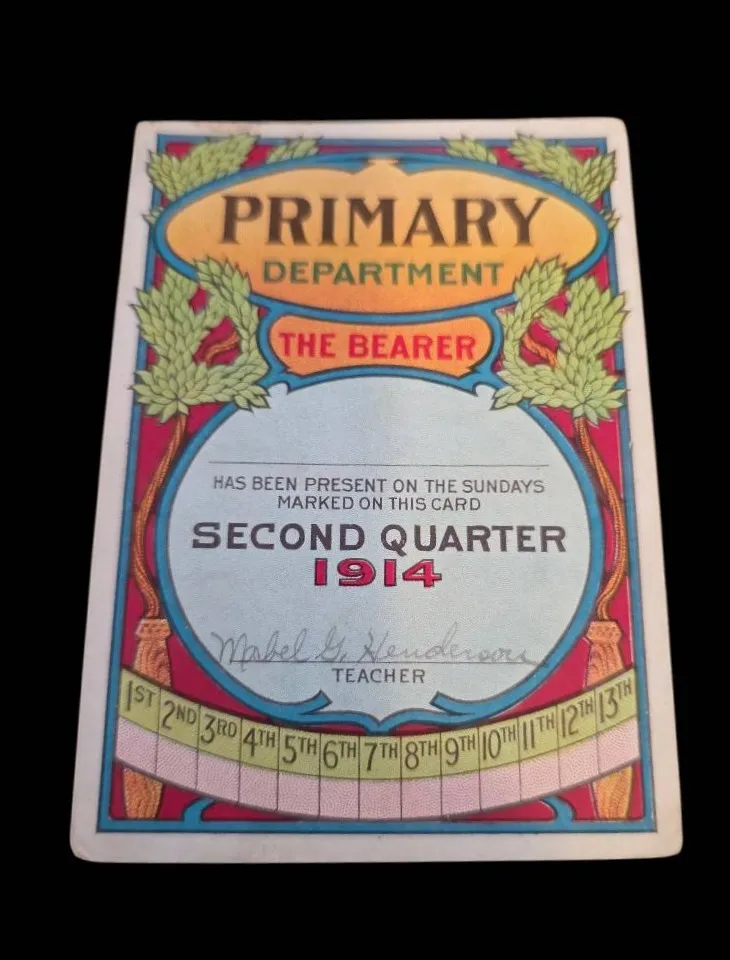 PRIMARY
DEPARTMENT
THE BEARER
HAS BEEN PRESENT ON THE SUNDAYS
MARKED ON THIS CARD
SECOND QUARTER
1914
Mabel G. Henderson
TEACHER
1ST 2ND 3RD 4TH 5TH 6TH 7TH 8TH 9TH 10TH 11TH 12TH 13TH